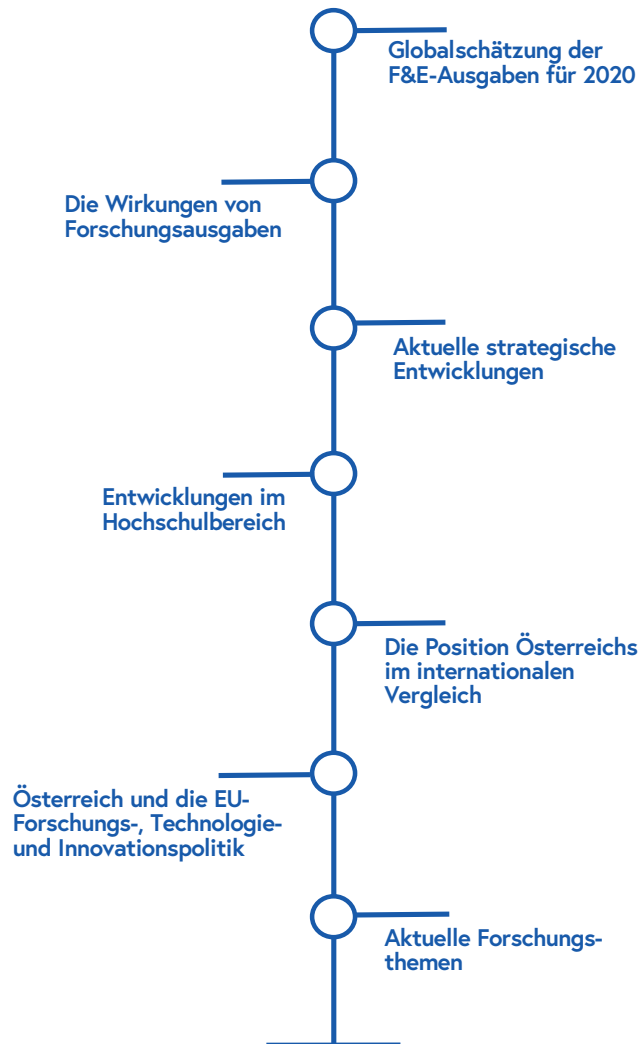 Globalschätzung der
F&E-Ausgaben für 2020
Die Wirkungen von
Forschungsausgaben
Aktuelle strategische
Entwicklungen
Entwicklungen im
Hochschulbereich
Die Position Österreichs
im internationalen
Vergleich
Österreich und die EU-
Forschungs-, Technologie-
und Innovationspolitik
Aktuelle Forschungs-
themen